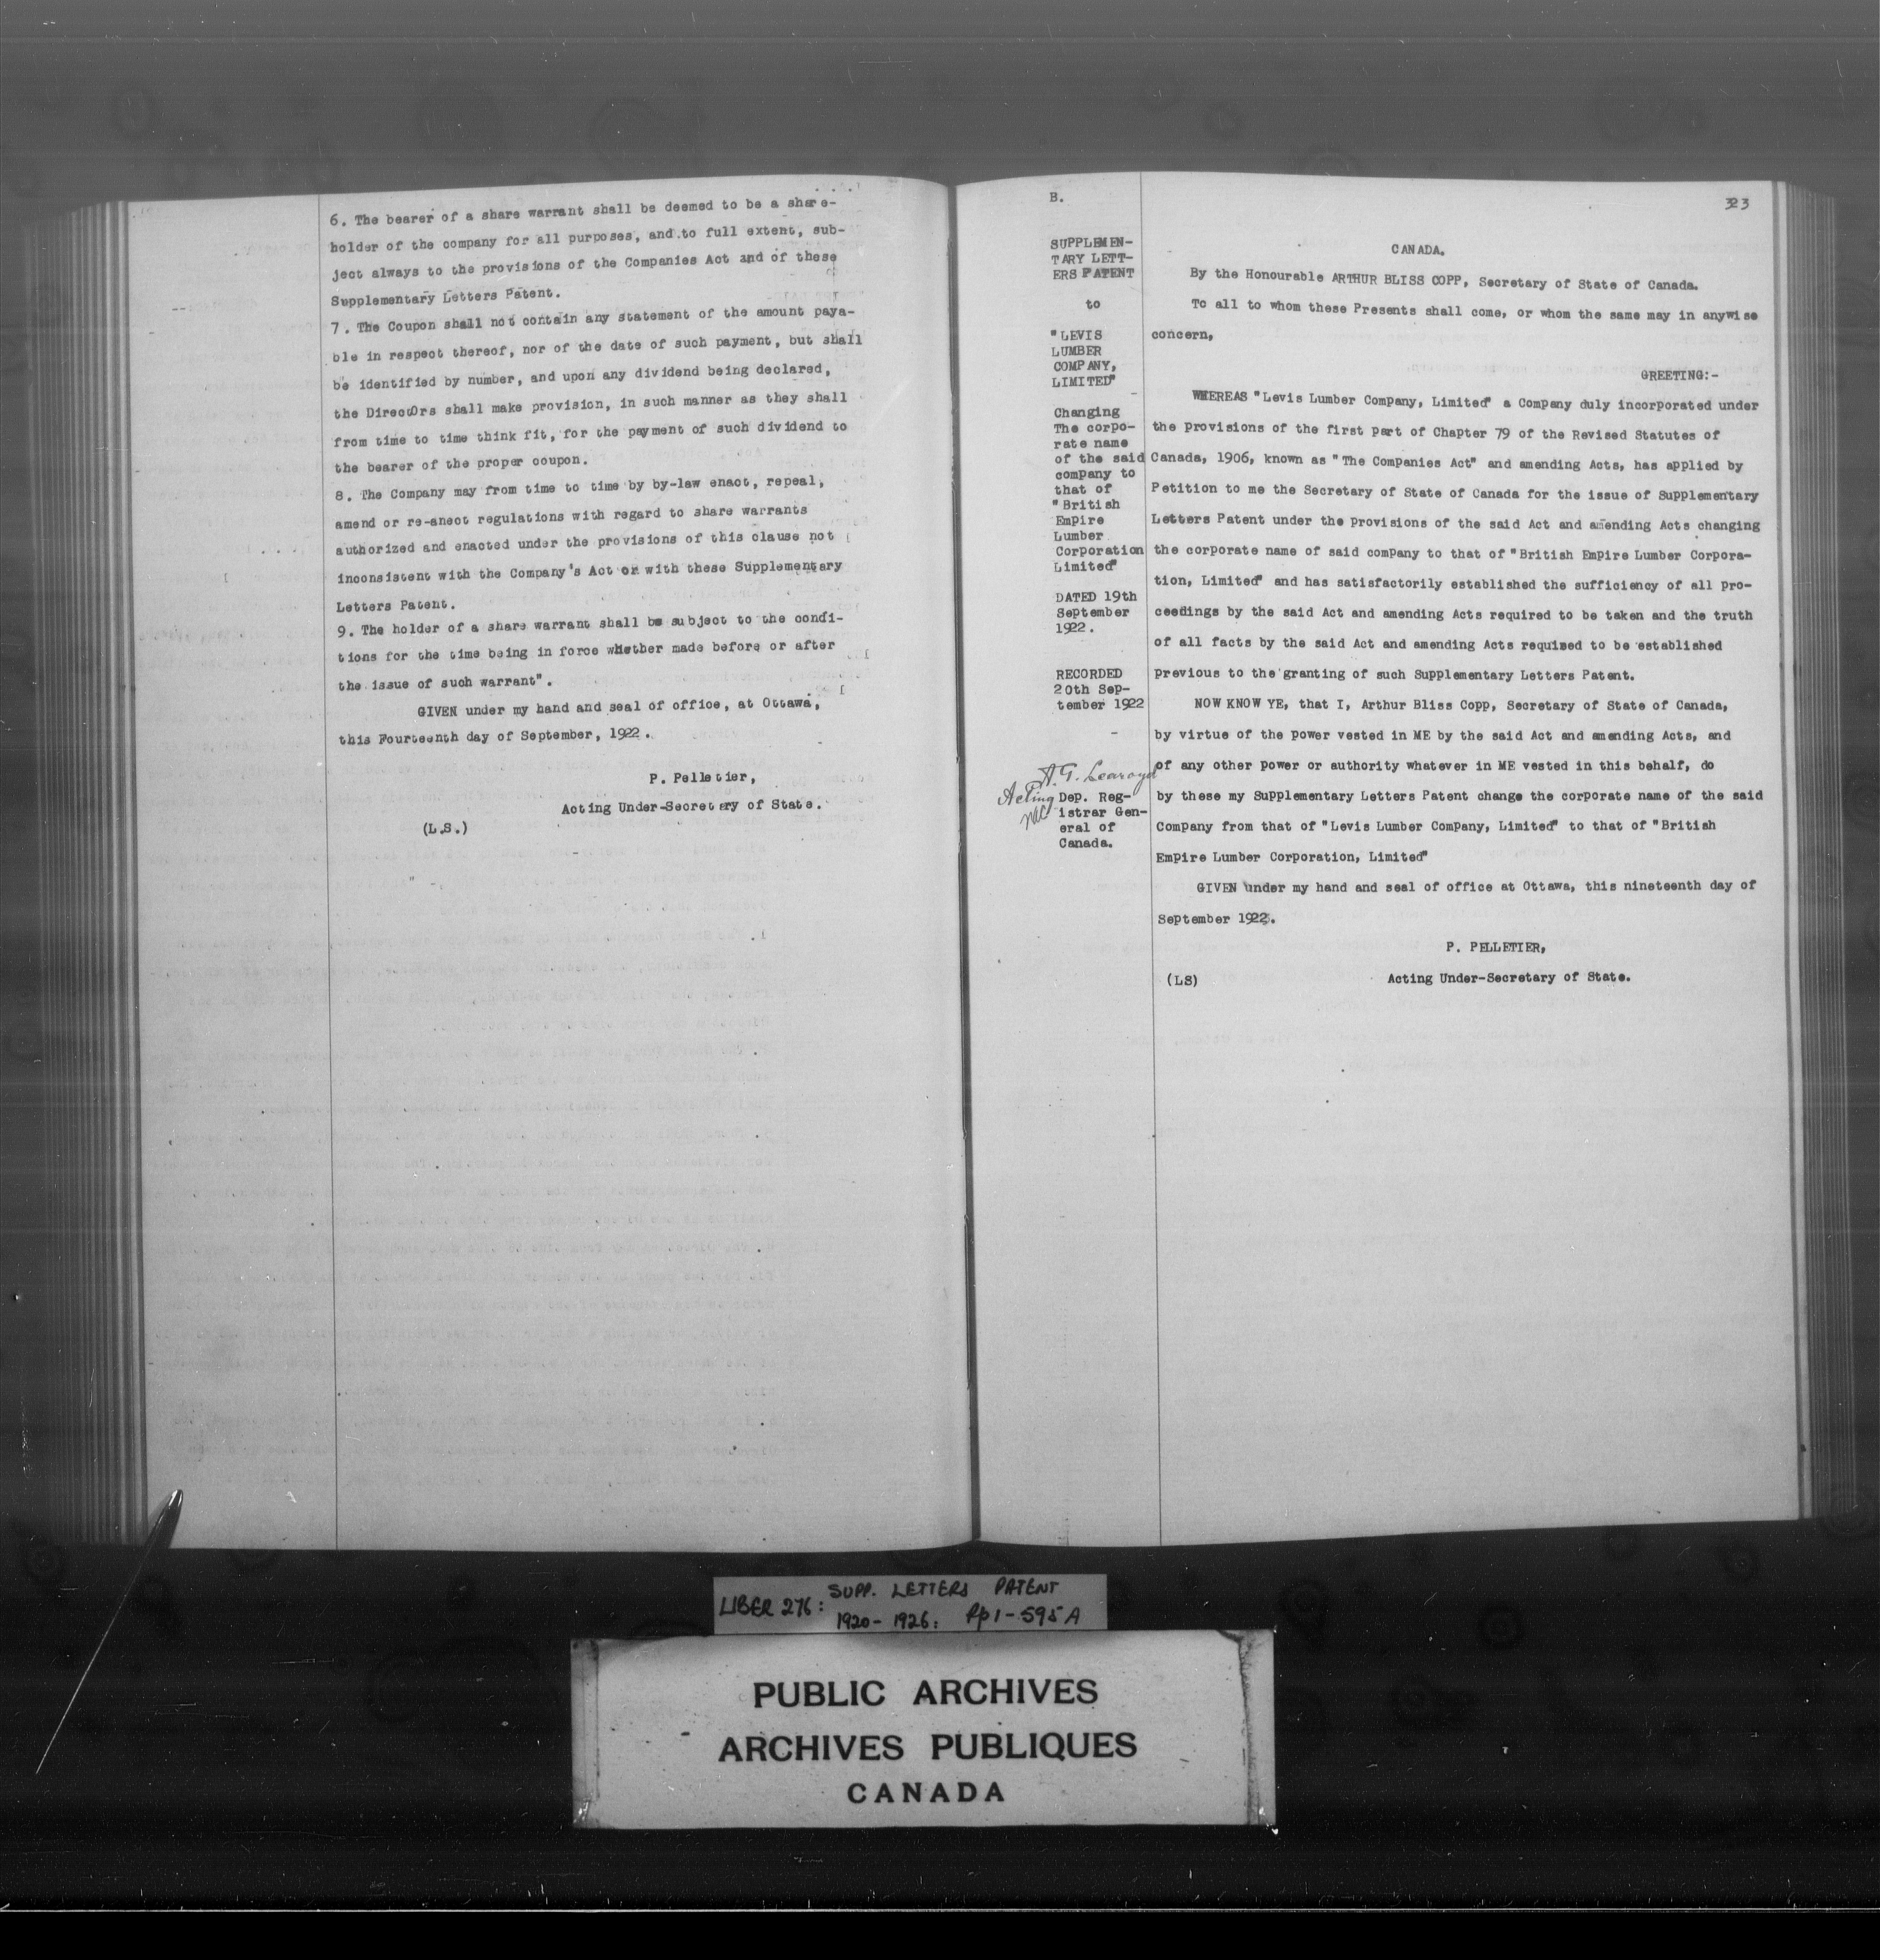 6. The bearer of a share warrant shall be deemed to be a share-
holder of the company for all purposes, and to full extent, sub-
ject always to the provisions of the Companies Act and of these
Supplementary Letters Patent.
7. The Coupon shall not contain any statement of the amount paya-
ble in respect thereof, nor of the date of such payment, but shall
be identified by number, and upon any dividend being declared,
the DirectOrs shall make provision, in such manner as they shall
from time to time think fit, for the payment of such dividend to
the bearer of the proper coupon.
8. The Company may from time to time by by-law enact, repeal,
amend or re-anect regulations with regard to share warrants
authorized and enacted under the provisions of this clause not
inconsistent with the Company's Act or with these Supplementary
Letters Patent.
9. The holder of a share warrant shall be subject to the condi-
tions for the time being in force whether made before or after
the issue of such warrant".
GIVEN under my hand and seal of office, at Ottawa,
this Fourteenth day of September, 1922.
P. Pelletier,
Acting Under-Secretary of State.
(L.S.)
B.
SUPPLEMEN-
TARY LETT-
ERS PATENT
to
"LEVIS
LUMBER
COMPANY,
LIMITED"
Changing
The corpo-
rate name
of the said
company to
that of
"British
Empire
Lumber
Corporation
Limited"
DATED 19th
September
1922.
RECORDED
20th Sep-
tember 1922
A.G. Learoyd
Acting
Dep. Reg-
istrar Gen-
eral of
Canada.
323
CANADA.
By the Honourable ARTHUR BLISS COPP, Secretary of State of Canada.
To all to whom these Presents shall come, or whom the same may in anywise
concern,
GREETING:-
WHEREAS "Levis Lumber Company, Limited" a Company duly incorporated under
the provisions of the first part of Chapter 79 of the Revised Statutes of
Canada, 1906, known as "The Companies Act" and amending Acts, has applied by
Petition to me the Secretary of State of Canada for the issue of Supplementary
Letters Patent under the provisions of the said Act and amending Acts changing
the corporate name of said company to that of "British Empire Lumber Corpora-
tion, Limited" and has satisfactorily established the sufficiency of all pro-
ceedings by the said Act and amending Acts required to be taken and the truth
of all facts by the said Act and amending Acts required to be established
previous to the granting of such Supplementary Letters Patent.
NOW KNOW YE, that I, Arthur Bliss Copp, Secretary of State of Canada,
by virtue of the power vested in ME by the said Act and amending Acts, and
of any other power or authority whatever in ME vested in this behalf, do
by these my Supplementary Letters Patent change the corporate name of the said
Company from that of "Levis Lumber Company, Limited" to that of "British
Empire Lumber Corporation, Limited"
GIVEN under my hand and seal of office at Ottawa, this nineteenth day of
September 1922.
P. PELLETIER,
(LS) Acting Under-Secretary of State.
LIBER 276: SUPP. LETTERS PATENT
1920-1926: Pp 1-595A
PUBLIC ARCHIVES
ARCHIVES PUBLIQUES
CANADA